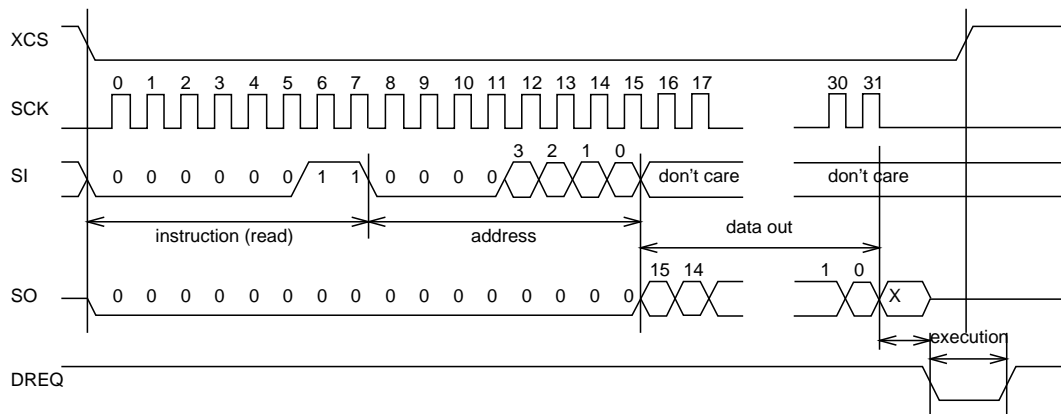 XCS
0 1 2 3 4 5 6 7 8 9 10 11 12 13 14 15 16 17 30 31
SCK
3 2 1 0
SI 0 0 0 0 0 0 1 1 0 0 0 0 don't care don't care
instruction (read) address data out
15 14 1 0
SO 0 0 0 0 0 0 0 0 0 0 0 0 0 0 0 0 X
execution
DREQ